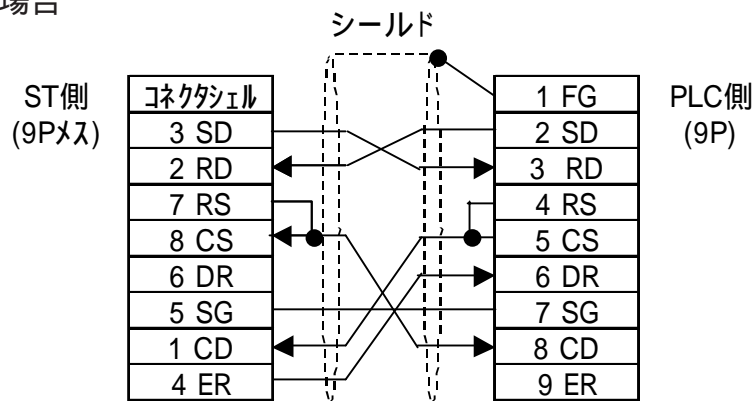 場合
シールド
ST側
(9Pメス)
コネクタシェル
3 SD
2 RD
7 RS
8 CS
6 DR
5 SG
1 CD
4 ER
1 FG
2 SD
3 RD
4 RS
5 CS
6 DR
7 SG
8 CD
9 ER
PLC側
(9P)